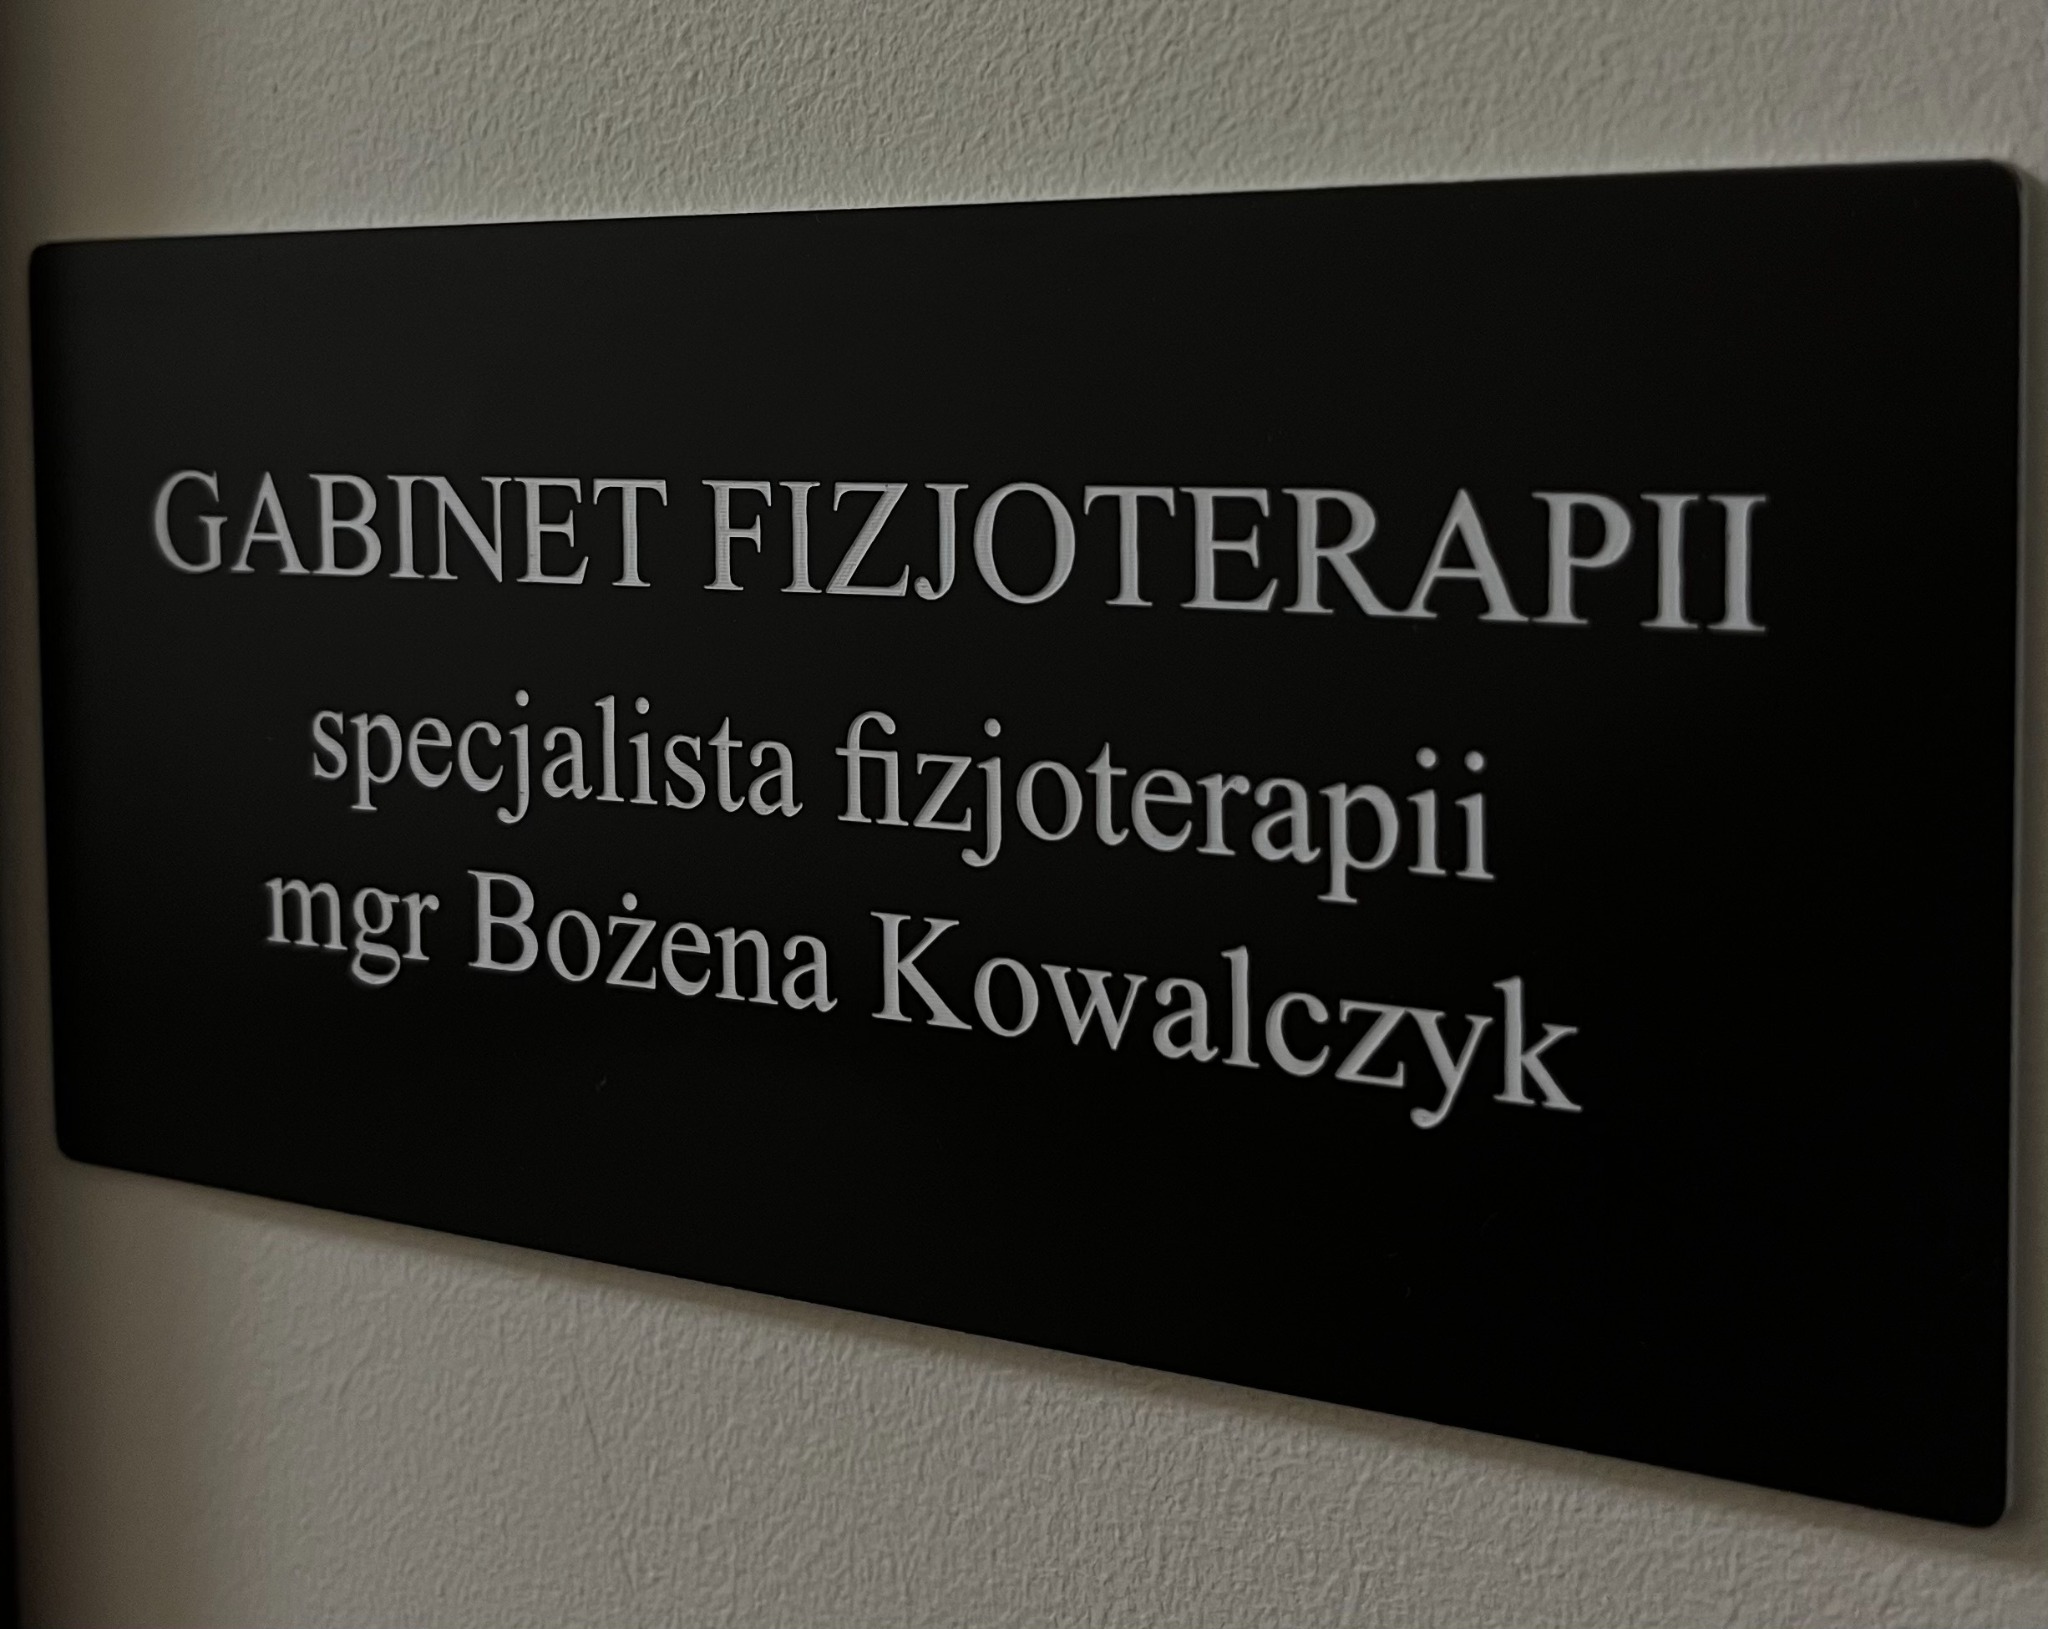 GABINET FIZJOTERAPII
specjalista fizjoterapii
mgr Bożena Kowalczyk